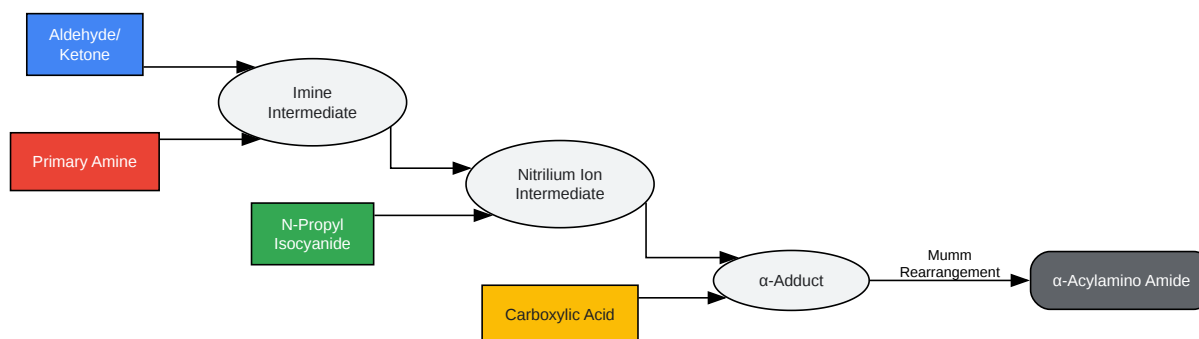 Aldehyde/
Ketone
Imine
Intermediate
Primary Amine
Nitrilium Ion
Intermediate
N-Propyl
Isocyanide
Mumm
Rearrangement
α-Adduct
α-Acylamino Amide
Carboxylic Acid